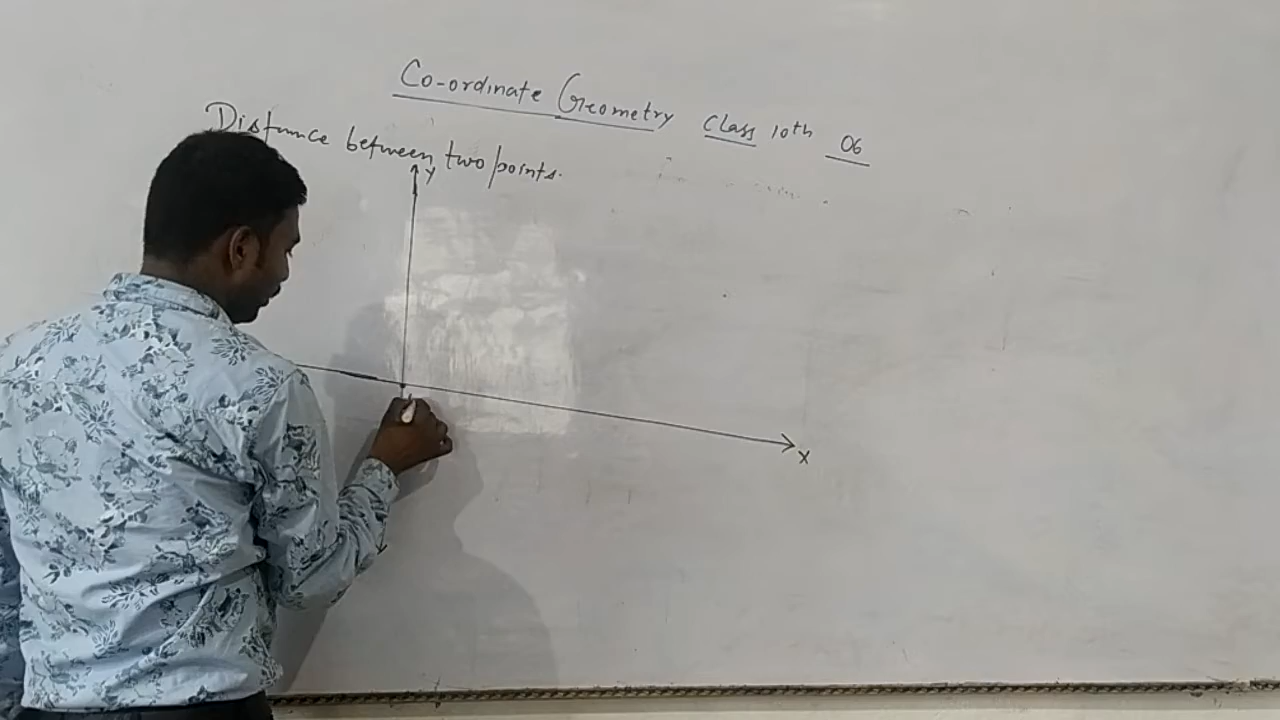 Co-ordinate Geometry Class 10th 06
Distance between two points.
Y
X